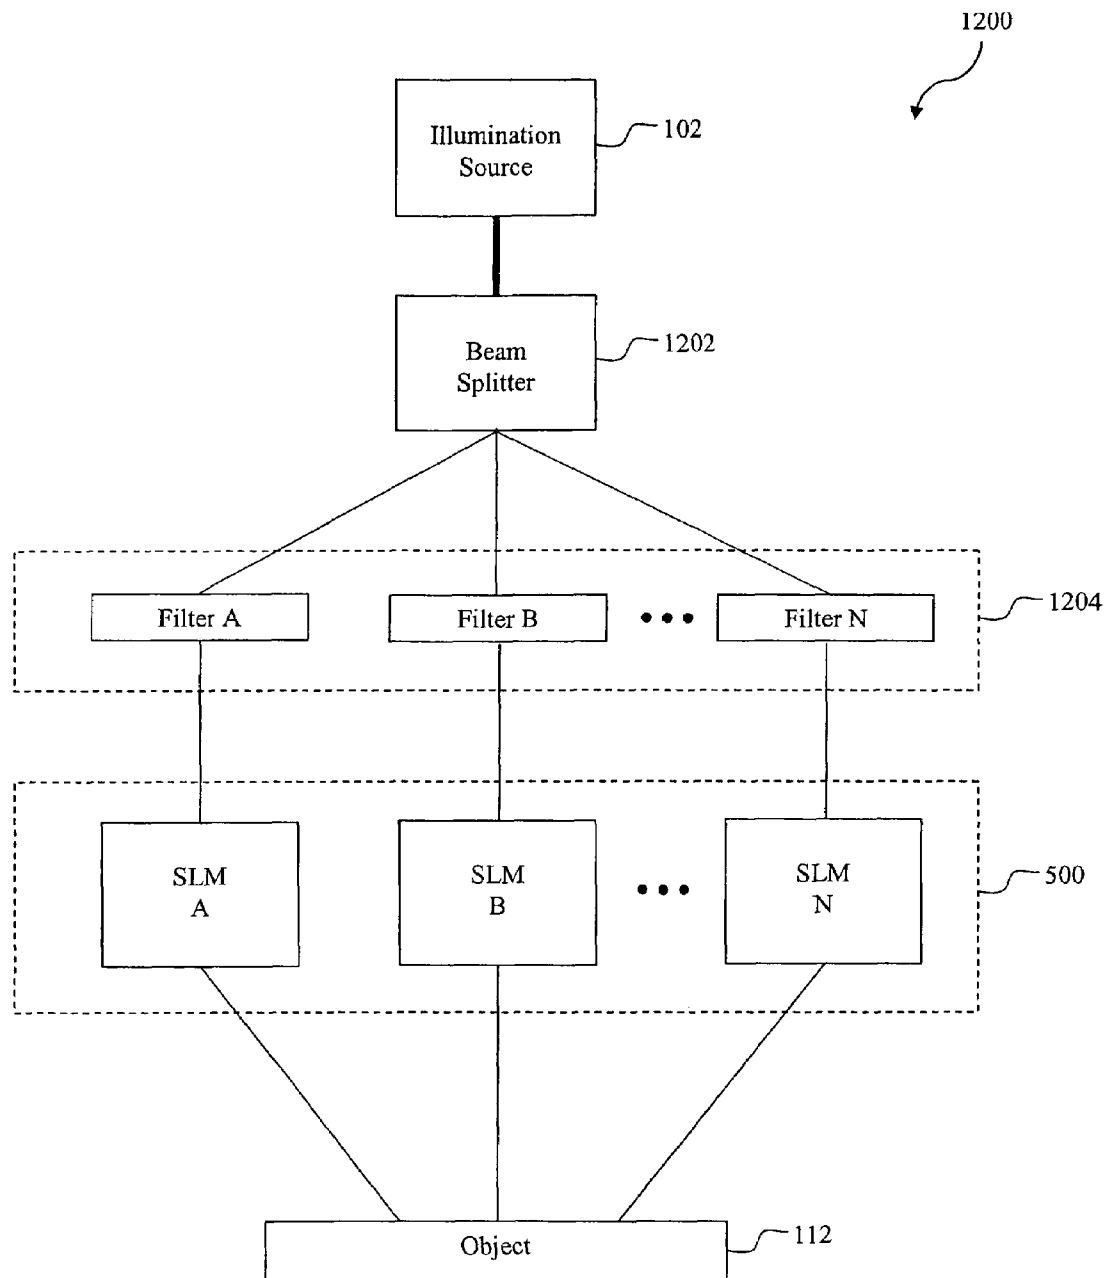 1200
Illumination
Source
102
Beam
Splitter
1202
Filter A
Filter B
Filter N
1204
SLM
A
SLM
B
SLM
N
500
Object
112